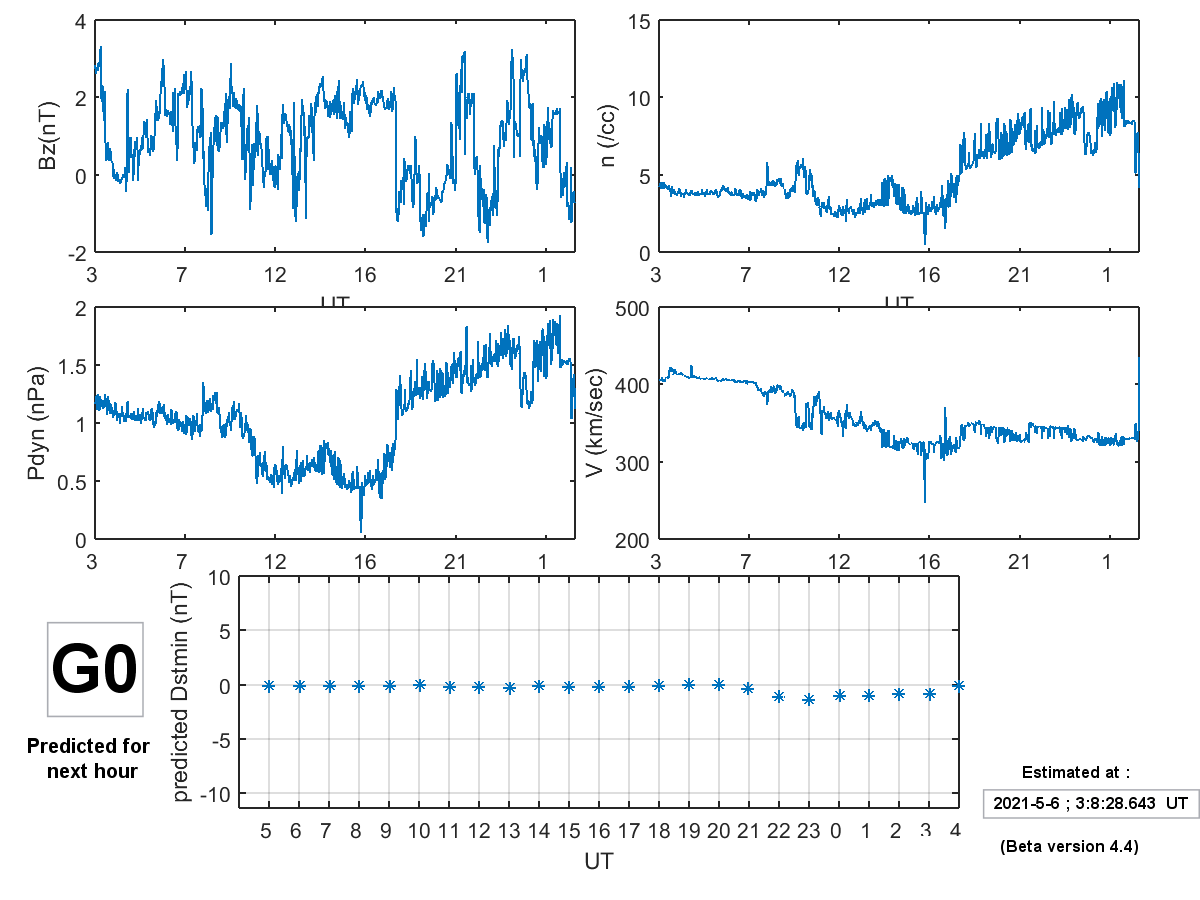 4
2
0
-2
Bz(nT)
3 7 12 16 21 1
UT
15
10
5
0
n (/cc)
3 7 12 16 21 1
UT
2
1.5
1
0.5
0
Pdyn (nPa)
3 7 12 16 21 1
500
400
300
200
V (km/sec)
3 7 12 16 21 1
10
5
0
-5
-10
predicted Dstmin (nT)
5 6 7 8 9 10 11 12 13 14 15 16 17 18 19 20 21 22 23 0 1 2 3 4
UT
G0
Predicted for
next hour
Estimated at :
2021-5-6 ; 3:8:28.643 UT
(Beta version 4.4)